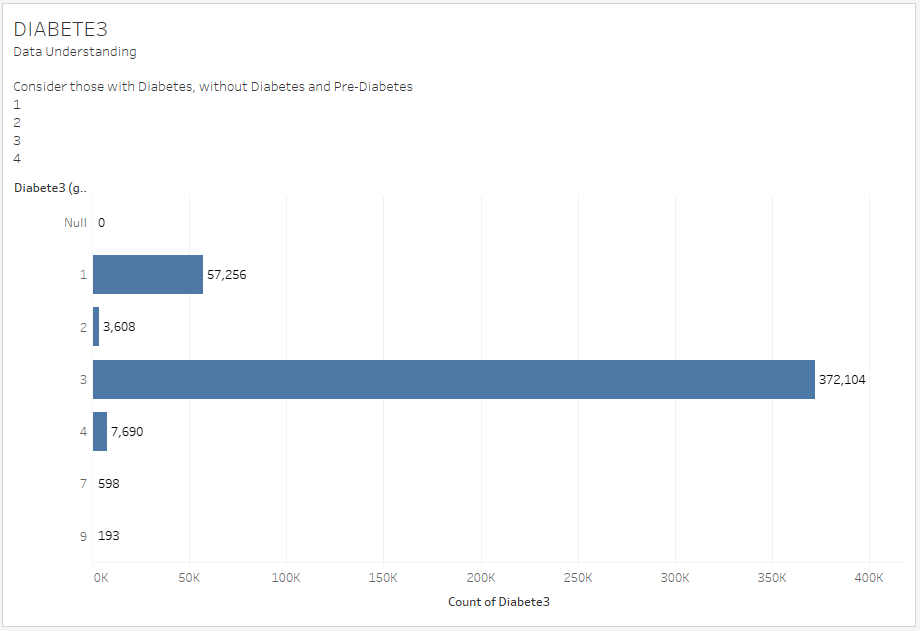 DIABETE3
Data Understanding
Consider those with Diabetes, without Diabetes and Pre-Diabetes
1
2
3
4
Diabete3 (g..
Null 0
1 57,256
2 3,608
3 372,104
4 7,690
7 598
9 193
0K 50K 100K 150K 200K 250K 300K 350K 400K
Count of Diabete3